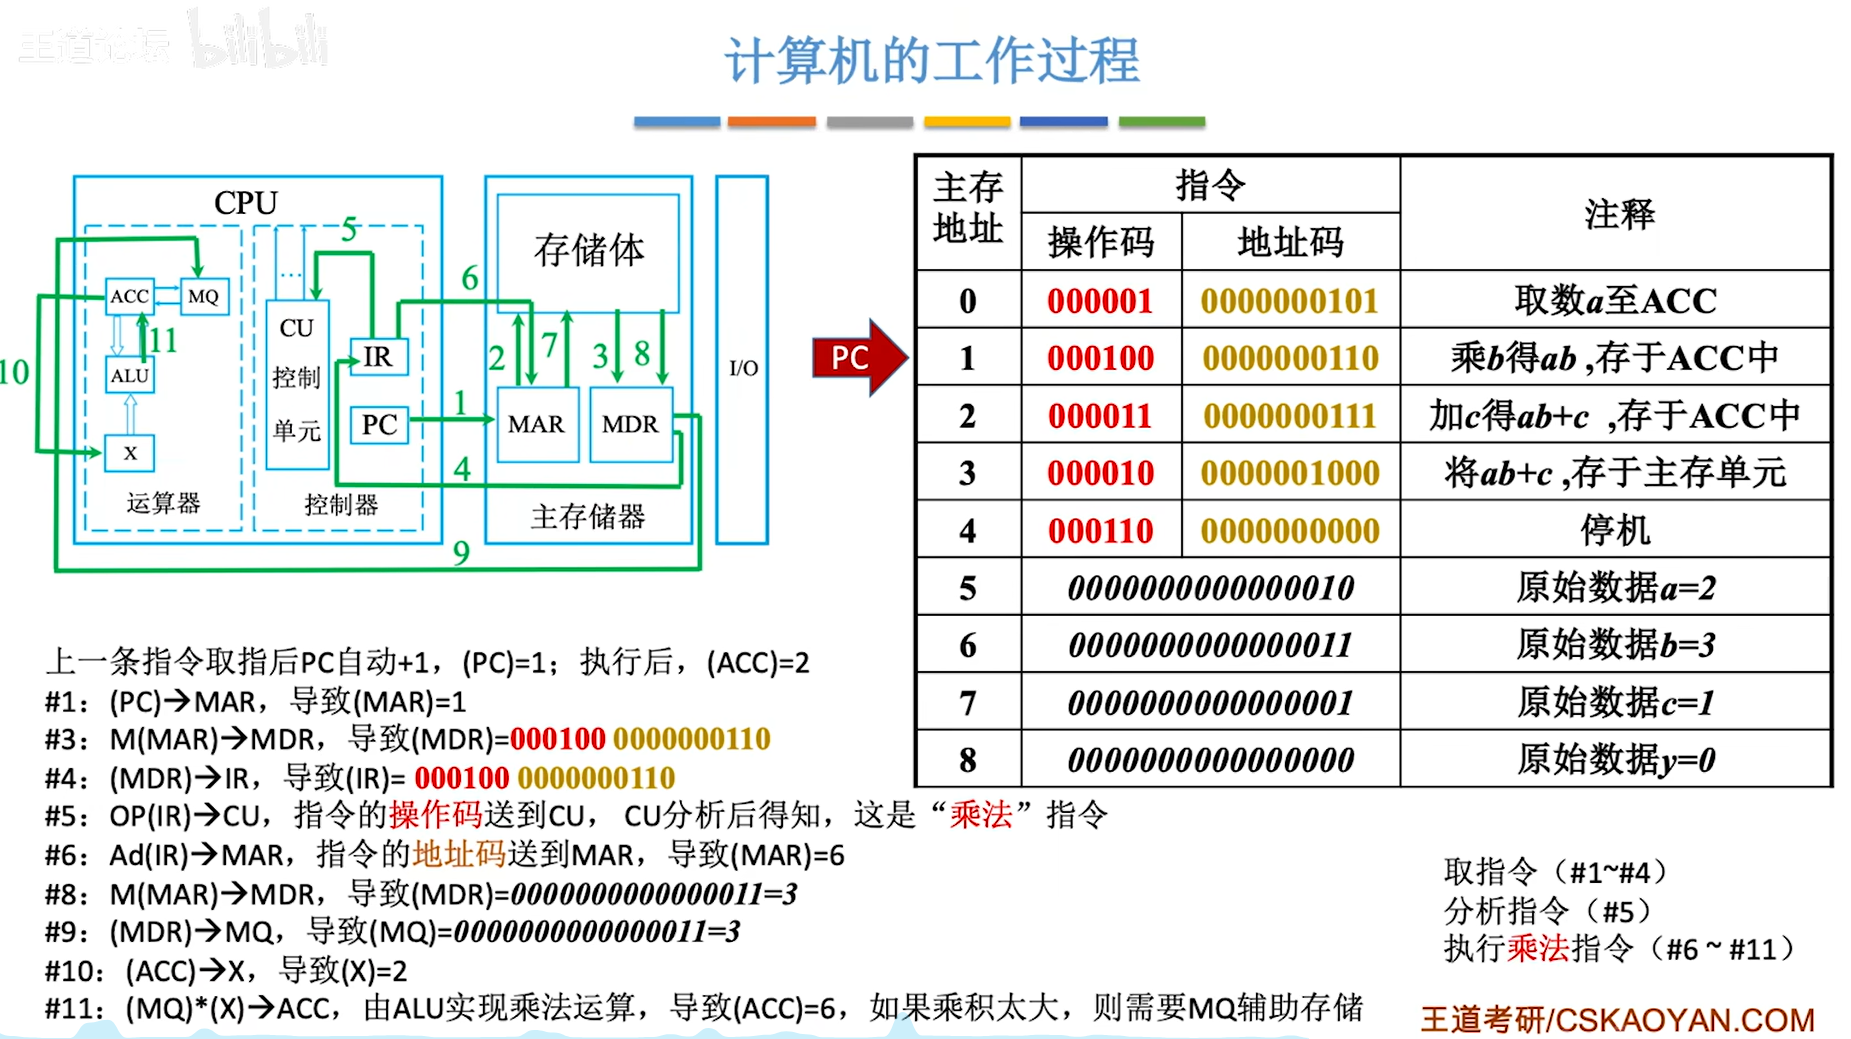 王道论坛 bilibili
计算机的工作过程
CPU
ACC
MQ
ALU
X
运算器
CU
控制
单元
...
IR
PC
控制器
存储体
MAR
MDR
主存储器
I/O
1
2
3
4
5
6
7
8
9
10
11
PC
主存地址 指令 注释
操作码 地址码
0 000001 0000000101 取数a至ACC
1 000100 0000000110 乘b得ab ,存于ACC中
2 000011 0000000111 加c得ab+c ,存于ACC中
3 000010 0000001000 将ab+c ,存于主存单元
4 000110 0000000000 停机
5 0000000000000010 原始数据a=2
6 0000000000000011 原始数据b=3
7 0000000000000001 原始数据c=1
8 0000000000000000 原始数据y=0
上一条指令取指后PC自动+1，(PC)=1；执行后，(ACC)=2
#1：(PC)→MAR，导致(MAR)=1
#3：M(MAR)→MDR，导致(MDR)=000100 0000000110
#4：(MDR)→IR，导致(IR)= 000100 0000000110
#5：OP(IR)→CU，指令的操作码送到CU， CU分析后得知，这是“乘法”指令
#6：Ad(IR)→MAR，指令的地址码送到MAR，导致(MAR)=6
#8：M(MAR)→MDR，导致(MDR)=0000000000000011=3
#9：(MDR)→MQ，导致(MQ)=0000000000000011=3
#10：(ACC)→X，导致(X)=2
#11：(MQ)*(X)→ACC，由ALU实现乘法运算，导致(ACC)=6，如果乘积太大，则需要MQ辅助存储
取指令（#1~#4）
分析指令（#5）
执行乘法指令（#6 ~ #11）
王道考研/CSKAOYAN.COM